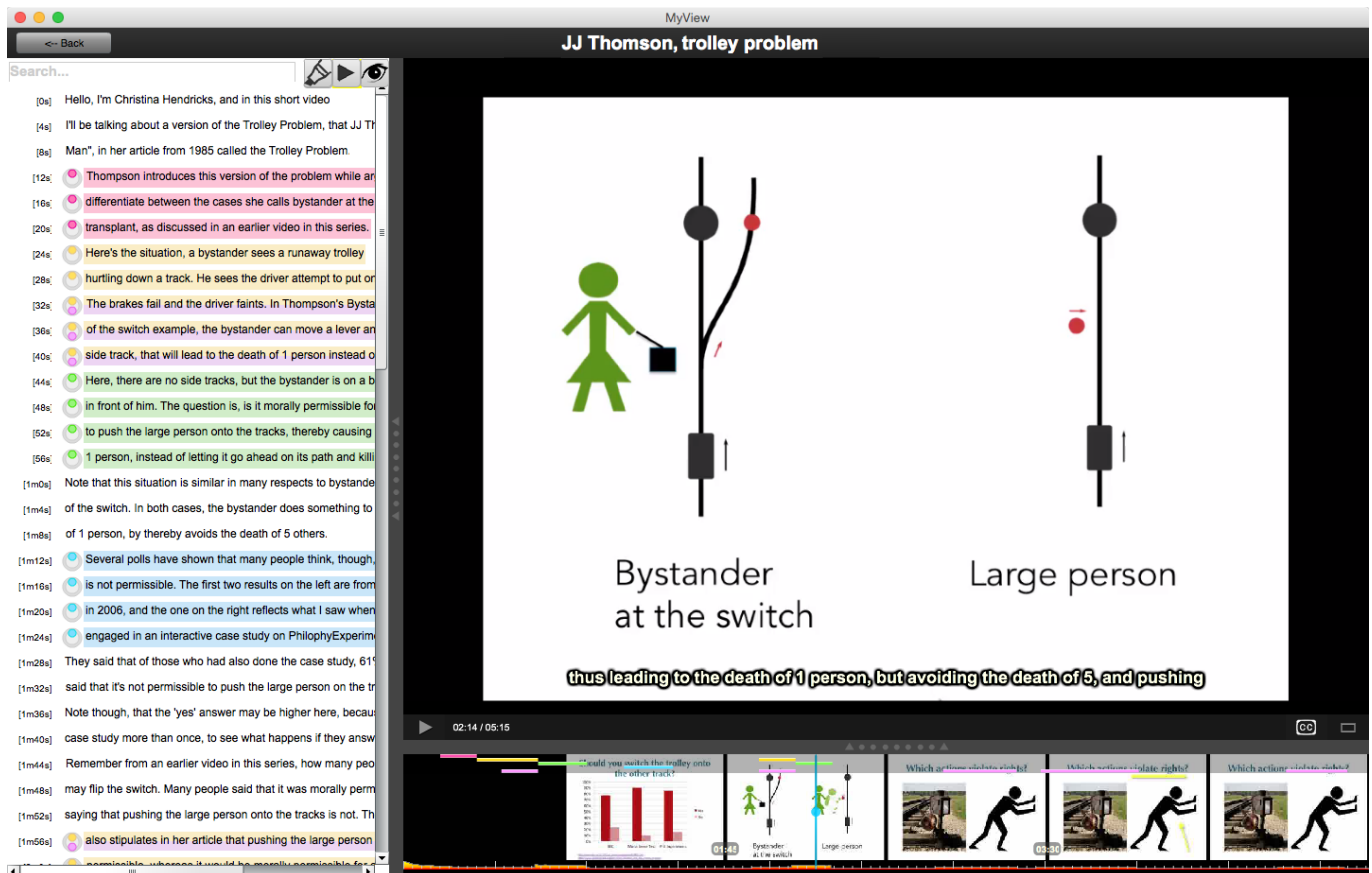 MyView
<-- Back
JJ Thomson, trolley problem
Search...
[0s] Hello, I'm Christina Hendricks, and in this short video
[4s] I'll be talking about a version of the Trolley Problem, that JJ
[8s] Man", in her article from 1985 called the Trolley Problem.
[12s] Thompson introduces this version of the problem while
[16s] differentiate between the cases she calls bystander at the
[20s] transplant, as discussed in an earlier video in this series.
[24s] Here's the situation, a bystander sees a runaway trolley
[28s] hurtling down a track. He sees the driver attempt to put
[32s] The brakes fail and the driver faints. In Thompson's
[36s] of the switch example, the bystander can move a lever
[40s] side track, that will lead to the death of 1 person instead
[44s] Here, there are no side tracks, but the bystander is on a
[48s] in front of him. The question is, is it morally permissible
[52s] to push the large person onto the tracks, thereby causing
[56s] 1 person, instead of letting it go ahead on its path and
[1m0s] Note that this situation is similar in many respects to
[1m4s] of the switch. In both cases, the bystander does something to
[1m8s] of 1 person, by thereby avoids the death of 5 others.
[1m12s] Several polls have shown that many people think, though,
[1m16s] is not permissible. The first two results on the left are from
[1m20s] in 2006, and the one on the right reflects what I saw when
[1m24s] engaged in an interactive case study on
[1m28s] They said that of those who had also done the case study,
[1m32s] said that it's not permissible to push the large person on the
[1m36s] Note though, that the 'yes' answer may be higher here,
[1m40s] case study more than once, to see what happens if they
[1m44s] Remember from an earlier video in this series, how many
[1m48s] may flip the switch. Many people said that it was morally
[1m52s] saying that pushing the large person onto the tracks is not.
[1m56s] also stipulates in her article that pushing the large person
Bystander
at the switch
Large person
thus leading to the death of 1 person, but avoiding the death of 5, and pushing
02:14 / 05:15
CC
Should you switch the trolley onto
the other track?
01:45
Bystander
at the switch
Large person
Which actions violate rights?
03:30
Which actions violate rights?
Which actions violate rights?